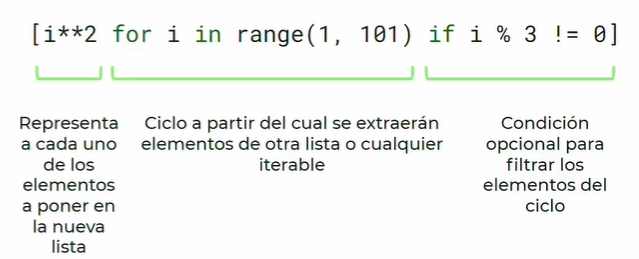 [i**2 for i in range(1, 101) if i % 3 != 0]
Representa
a cada uno
de los
elementos
a poner en
la nueva
lista
Ciclo a partir del cual se extraerán
elementos de otra lista o cualquier
iterable
Condición
opcional para
filtrar los
elementos del
ciclo